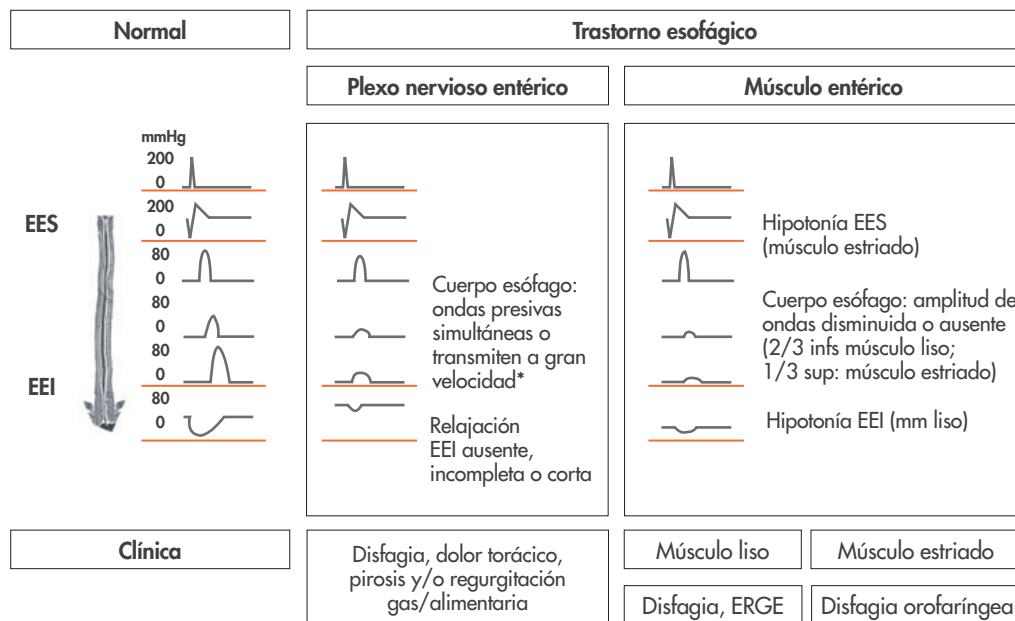 Normal
Trastorno esofágico
Plexo nervioso entérico
Músculo entérico
mmHg
200
0
EES
200
0
80
0
80
0
EEI
80
0
80
0
Cuerpo esófago:
ondas presivas
simultáneas o
transmiten a gran
velocidad*
Relajación
EEI ausente,
incompleta o corta
Hipotonía EES
(músculo estriado)
Cuerpo esófago: amplitud de
ondas disminuida o ausente
(2/3 infs músculo liso;
1/3 sup: músculo estriado)
Hipotonía EEI (mm liso)
Clínica
Disfagia, dolor torácico,
pirosis y/o regurgitación
gas/alimentaria
Músculo liso
Músculo estriado
Disfagia, ERGE
Disfagia orofaríngea